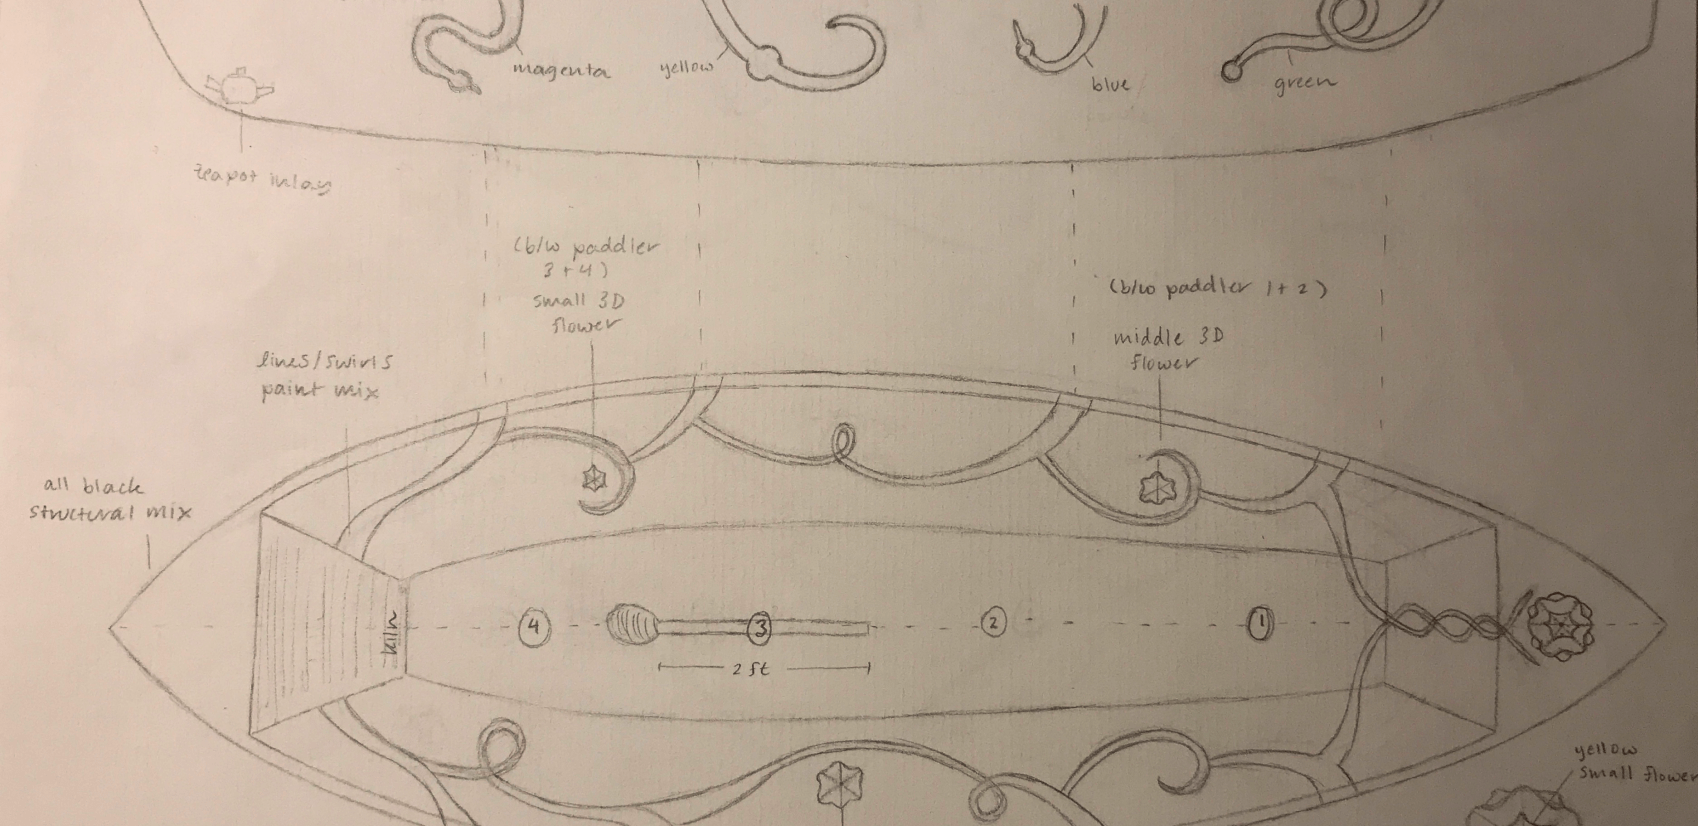 magenta
yellow
blue
green
teapot inlay
(b/w paddler
3 + 4)
small 3D
flower
(b/w paddler 1 + 2)
middle 3D
flower
lines/swirls
paint mix
all black
structural mix
kiln
4
3
2
1
2 ft
yellow
small flower